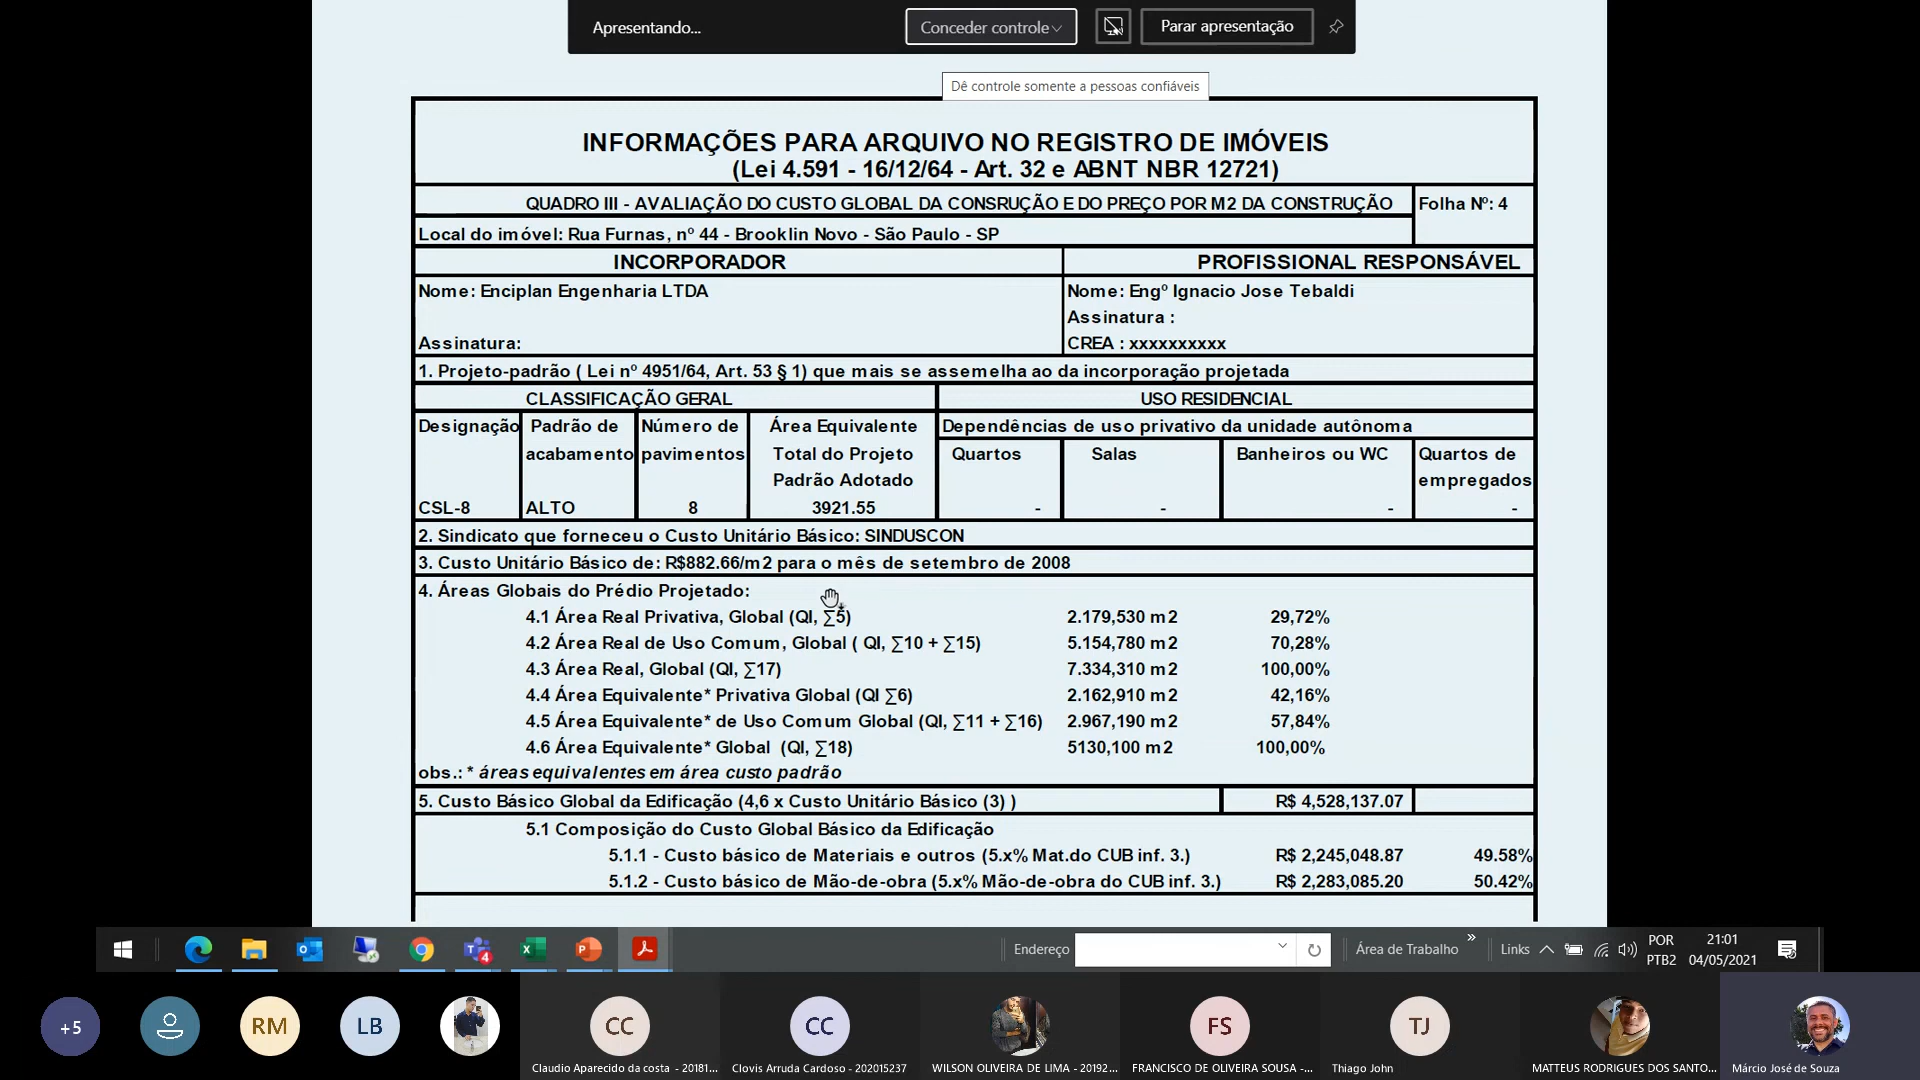 Apresentando...
Conceder controle
Parar apresentação
Dê controle somente a pessoas confiáveis
INFORMAÇÕES PARA ARQUIVO NO REGISTRO DE IMÓVEIS
(Lei 4.591 - 16/12/64 - Art. 32 e ABNT NBR 12721)
QUADRO III - AVALIAÇÃO DO CUSTO GLOBAL DA CONSRUÇÃO E DO PREÇO POR M2 DA CONSTRUÇÃO
Folha Nº: 4
Local do imóvel: Rua Furnas, nº 44 - Brooklin Novo - São Paulo - SP
INCORPORADOR
PROFISSIONAL RESPONSÁVEL
Nome: Enciplan Engenharia LTDA
Nome: Engº Ignacio Jose Tebaldi
Assinatura :
Assinatura:
CREA : xxxxxxxxxx
1. Projeto-padrão ( Lei nº 4951/64, Art. 53 § 1) que mais se assemelha ao da incorporação projetada
CLASSIFICAÇÃO GERAL
USO RESIDENCIAL
Designação Padrão de Número de Área Equivalente Dependências de uso privativo da unidade autônoma
acabamento pavimentos Total do Projeto Quartos Salas Banheiros ou WC Quartos de
Padrão Adotado empregados
CSL-8 ALTO 8 3921.55 - - - -
2. Sindicato que forneceu o Custo Unitário Básico: SINDUSCON
3. Custo Unitário Básico de: R$882.66/m2 para o mês de setembro de 2008
4. Áreas Globais do Prédio Projetado:
4.1 Área Real Privativa, Global (QI, ∑5) 2.179,530 m2 29,72%
4.2 Área Real de Uso Comum, Global ( QI, ∑10 + ∑15) 5.154,780 m2 70,28%
4.3 Área Real, Global (QI, ∑17) 7.334,310 m2 100,00%
4.4 Área Equivalente* Privativa Global (QI ∑6) 2.162,910 m2 42,16%
4.5 Área Equivalente* de Uso Comum Global (QI, ∑11 + ∑16) 2.967,190 m2 57,84%
4.6 Área Equivalente* Global (QI, ∑18) 5130,100 m2 100,00%
obs.: * áreas equivalentes em área custo padrão
5. Custo Básico Global da Edificação (4,6 x Custo Unitário Básico (3) ) R$ 4,528,137.07
5.1 Composição do Custo Global Básico da Edificação
5.1.1 - Custo básico de Materiais e outros (5.x% Mat.do CUB inf. 3.) R$ 2,245,048.87 49.58%
5.1.2 - Custo básico de Mão-de-obra (5.x% Mão-de-obra do CUB inf. 3.) R$ 2,283,085.20 50.42%
4
Endereço
Área de Trabalho
»
Links
POR
PTB2
21:01
04/05/2021
+5
RM
LB
CC
CC
FS
TJ
Claudio Aparecido da costa - 20181...
Clovis Arruda Cardoso - 202015237
WILSON OLIVEIRA DE LIMA - 20192...
FRANCISCO DE OLIVEIRA SOUSA -...
Thiago John
MATTEUS RODRIGUES DOS SANTO...
Márcio José de Souza